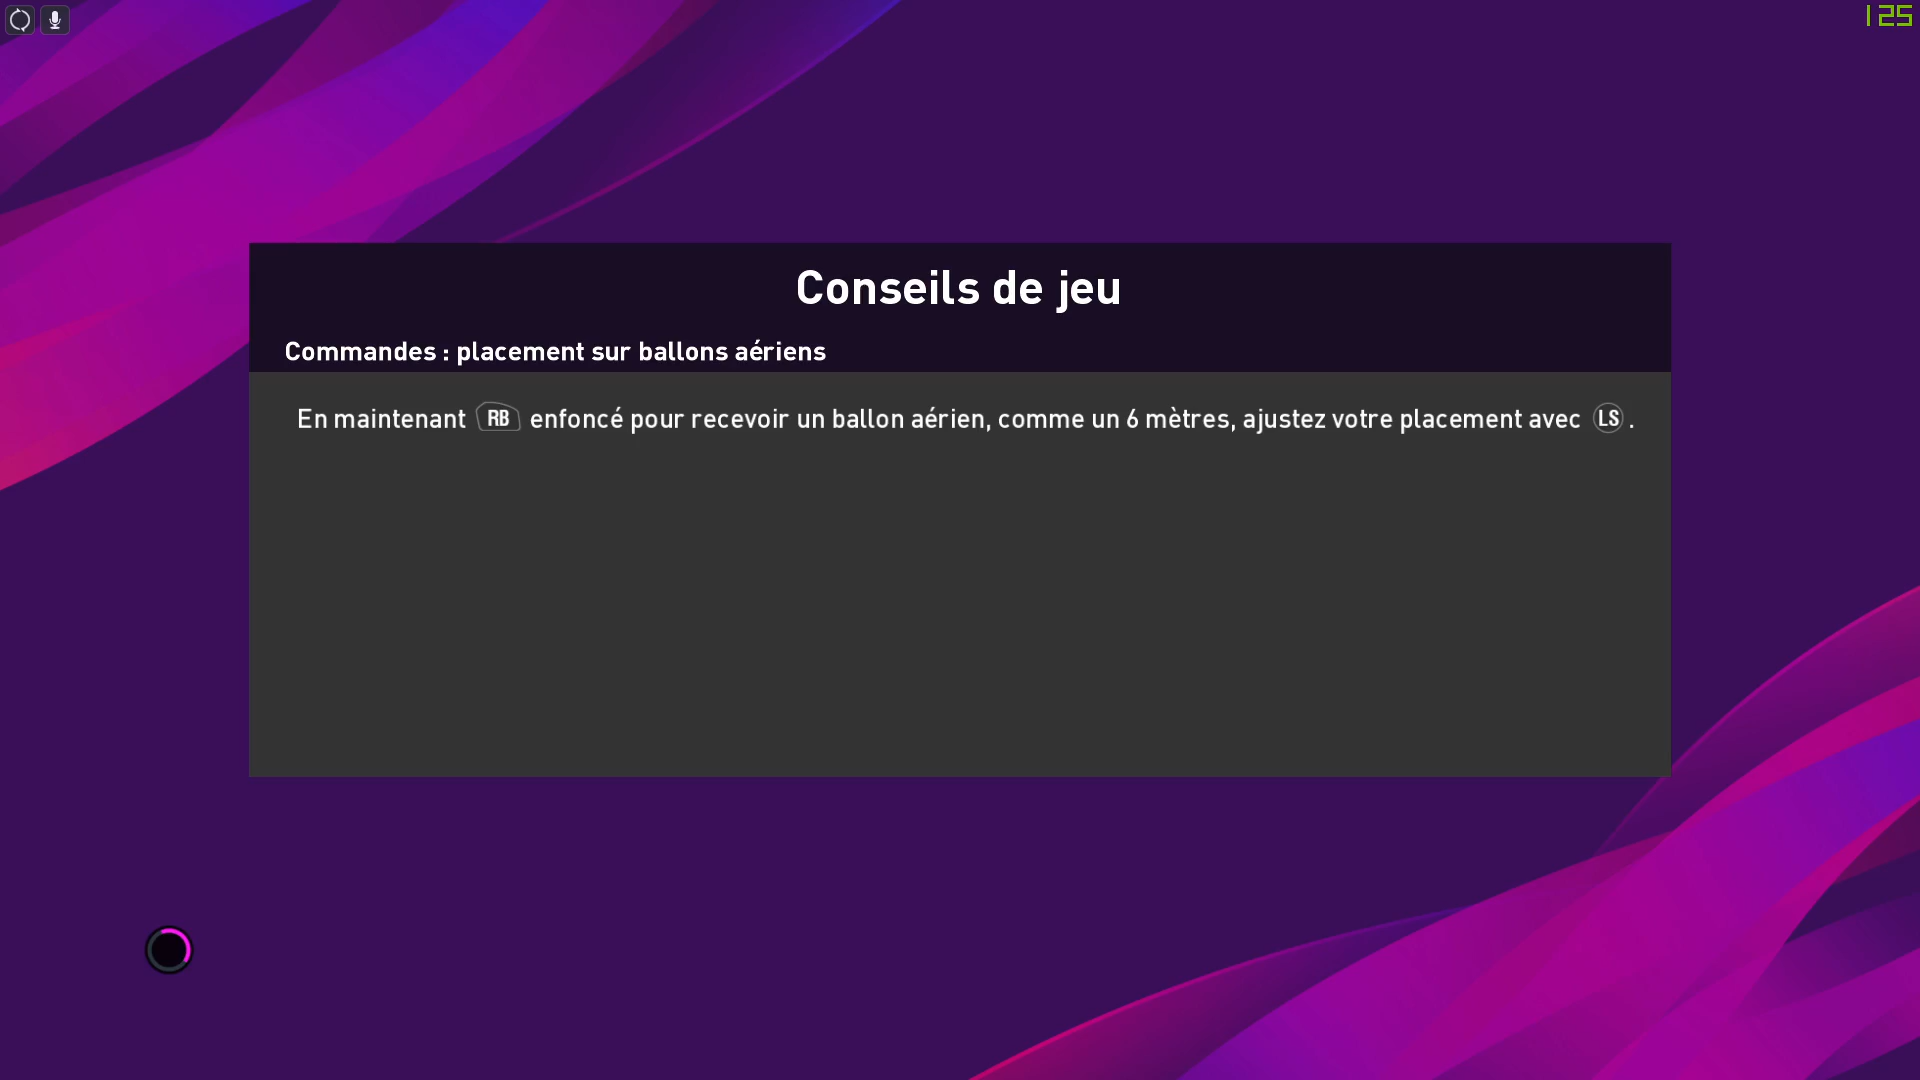 125
Conseils de jeu
Commandes : placement sur ballons aériens
En maintenant RB enfoncé pour recevoir un ballon aérien, comme un 6 mètres, ajustez votre placement avec LS .